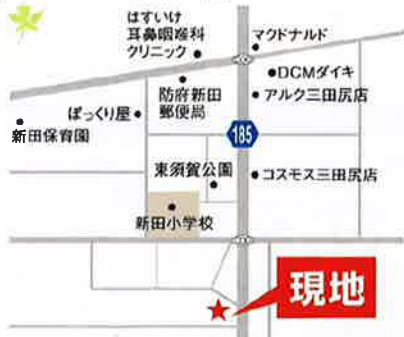 はすいけ
耳鼻咽喉科
クリニック
マクドナルド
DCMダイキ
防府新田
郵便局
アルク三田尻店
ぽっくり屋
新田保育園
185
東須賀公園
コスモス三田尻店
新田小学校
現地